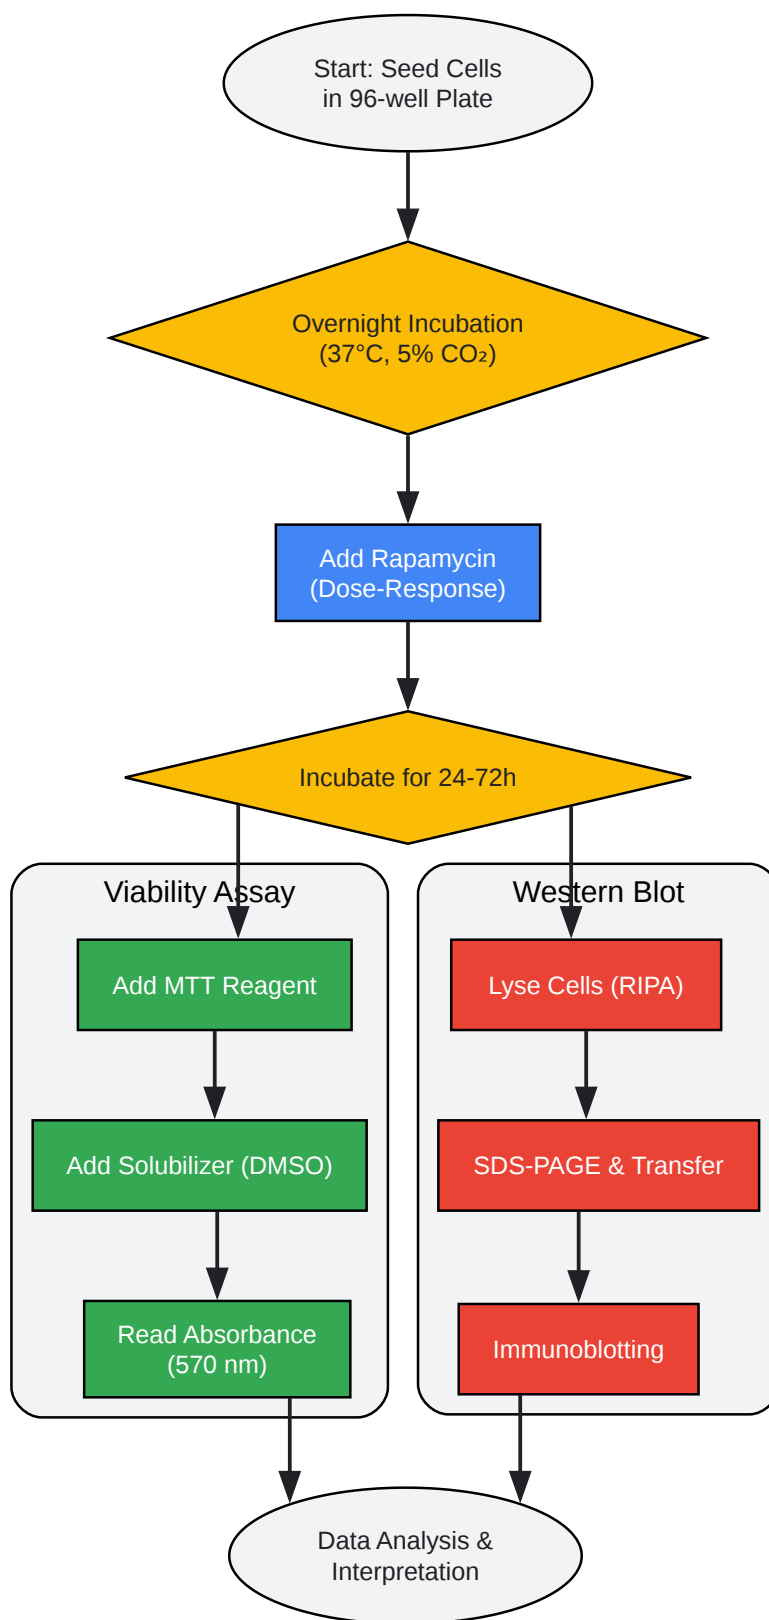 Start: Seed Cells
in 96-well Plate
Overnight Incubation
(37°C, 5% CO₂)
Add Rapamycin
(Dose-Response)
Incubate for 24-72h
Viability Assay
Add MTT Reagent
Add Solubilizer (DMSO)
Read Absorbance
(570 nm)
Western Blot
Lyse Cells (RIPA)
SDS-PAGE & Transfer
Immunoblotting
Data Analysis &
Interpretation